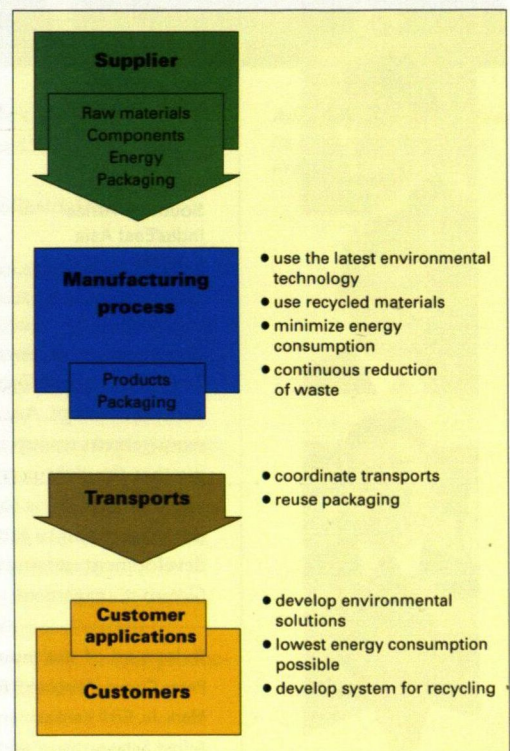 Supplier
Raw materials
Components
Energy
Packaging
Manufacturing
process
Products
Packaging
• use the latest environmental
technology
• use recycled materials
• minimize energy
consumption
• continuous reduction
of waste
Transports
• coordinate transports
• reuse packaging
Customer
applications
Customers
• develop environmental
solutions
• lowest energy consumption
possible
• develop system for recycling